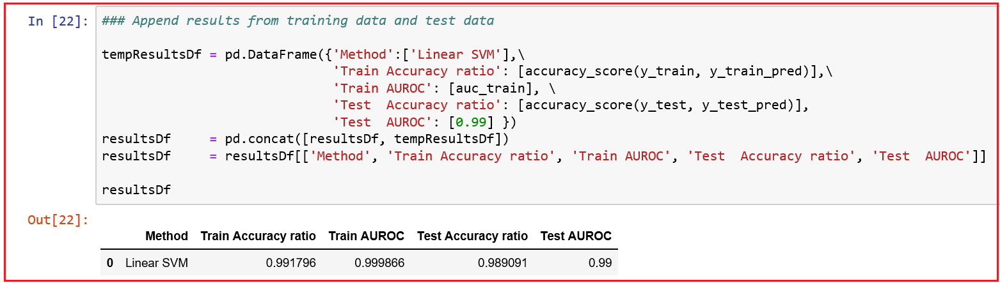 In [22]: ### Append results from training data and test data
tempResultsDf = pd.DataFrame({'Method':['Linear SVM'],\
'Train Accuracy ratio': [accuracy_score(y_train, y_train_pred)],\
'Train AUROC': [auc_train], \
'Test  Accuracy ratio': [accuracy_score(y_test, y_test_pred)],
'Test  AUROC': [0.99] })
resultsDf     = pd.concat([resultsDf, tempResultsDf])
resultsDf     = resultsDf[['Method', 'Train Accuracy ratio', 'Train AUROC', 'Test  Accuracy ratio', 'Test  AUROC']]
resultsDf
Out[22]:
Method Train Accuracy ratio Train AUROC Test Accuracy ratio Test AUROC
0 Linear SVM 0.991796 0.999866 0.989091 0.99